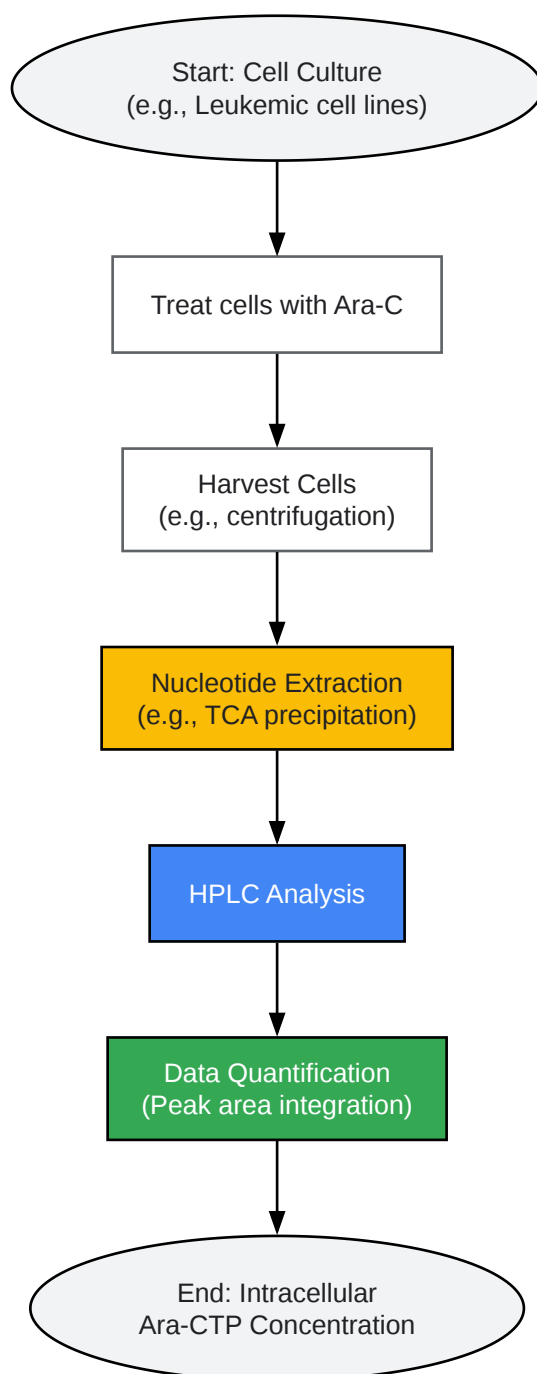 Start: Cell Culture
(e.g., Leukemic cell lines)
Treat cells with Ara-C
Harvest Cells
(e.g., centrifugation)
Nucleotide Extraction
(e.g., TCA precipitation)
HPLC Analysis
Data Quantification
(Peak area integration)
End: Intracellular
Ara-CTP Concentration